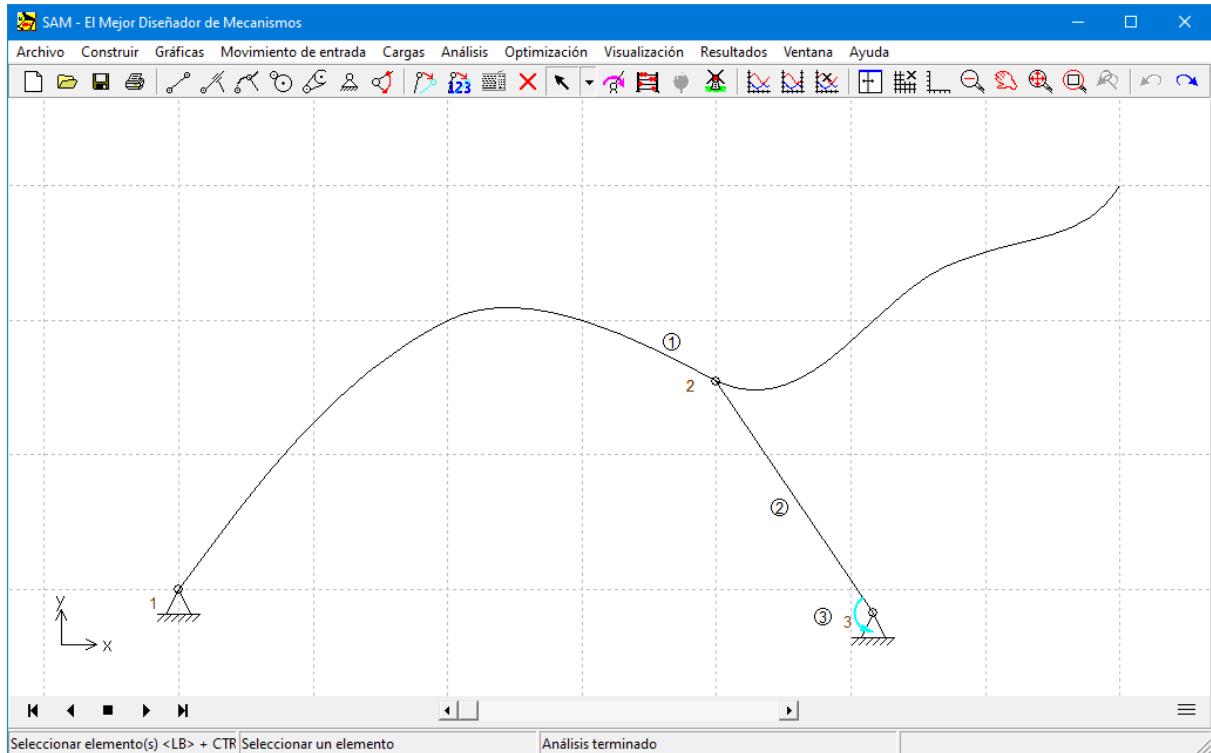 SAM - El Mejor Diseñador de Mecanismos
Archivo Construir Gráficas Movimiento de entrada Cargas Análisis Optimización Visualización Resultados Ventana Ayuda
123
1
2
2
y
1
3
3
x
Seleccionar elemento(s) <LB> + CTR Seleccionar un elemento Análisis terminado